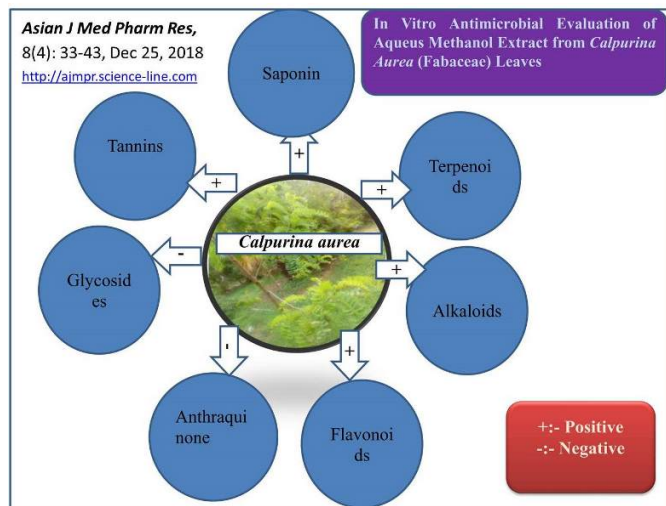 Asian J Med Pharm Res,
8(4): 33-43, Dec 25, 2018
http://ajmpr.science-line.com
In Vitro Antimicrobial Evaluation of
Aqueus Methanol Extract from Calpurina
Aurea (Fabaceae) Leaves
Saponin
+
Tannins
+
Terpenoi
ds
+
Calpurina aurea
Glycosid
es
-
Alkaloids
+
Anthraqui
none
-
Flavonoi
ds
+
+:- Positive
-:- Negative